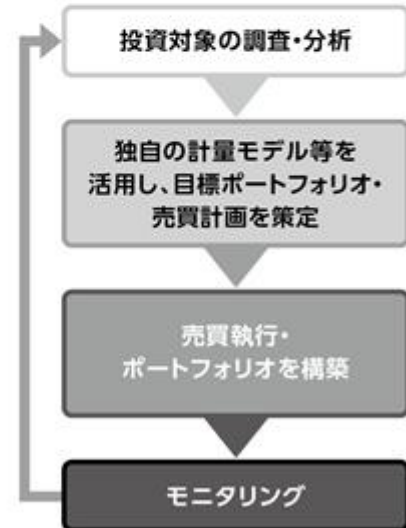 投資対象の調査・分析
独自の計量モデル等を
活用し、目標ポートフォリオ・
売買計画を策定
売買執行・
ポートフォリオを構築
モニタリング